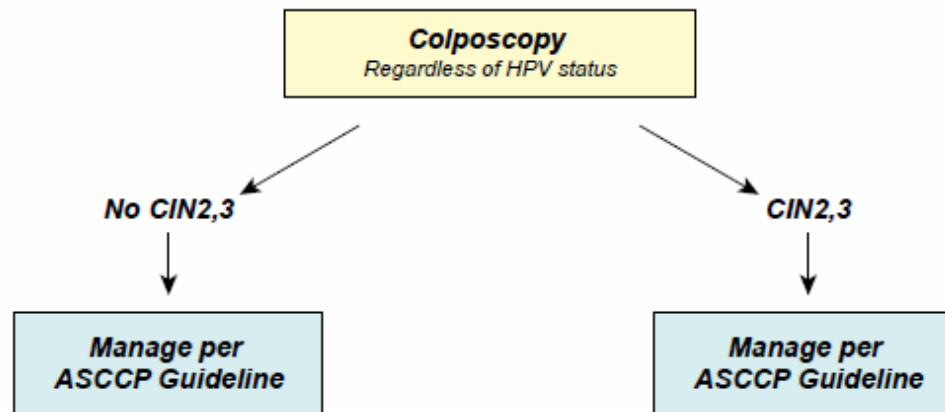 Colposcopy
Regardless of HPV status
No CIN2,3
CIN2,3
Manage per
ASCCP Guideline
Manage per
ASCCP Guideline